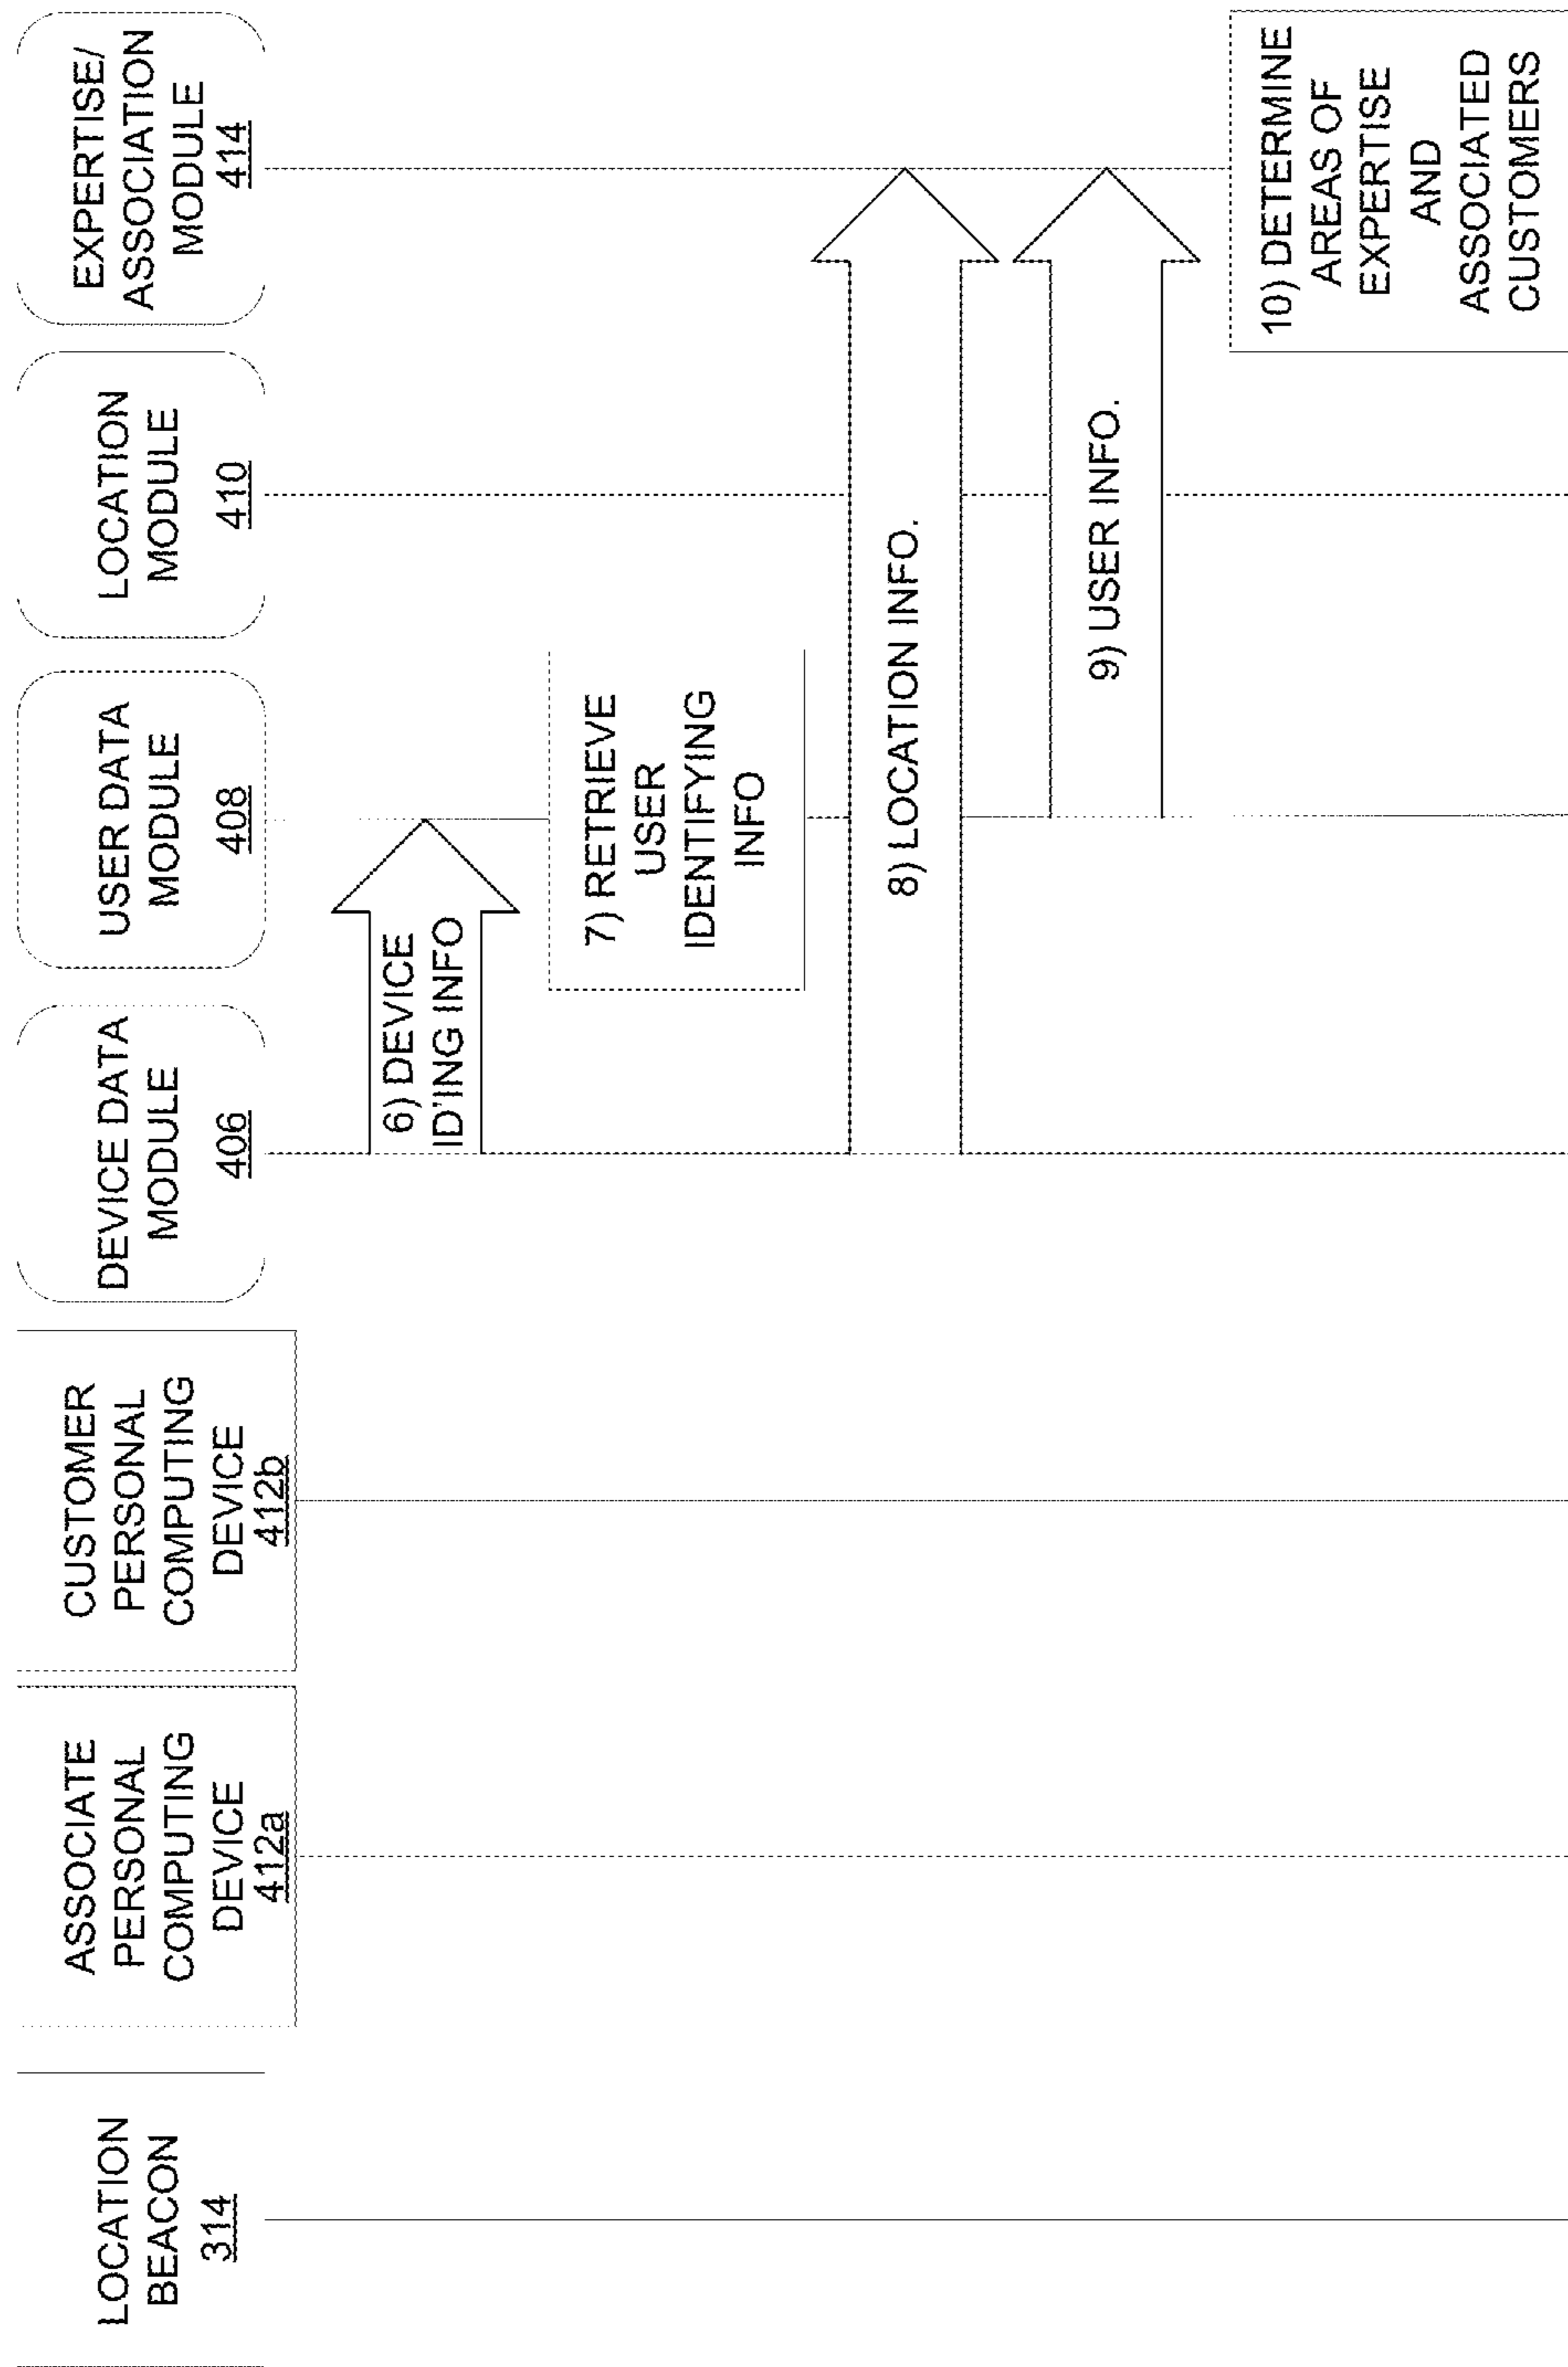 LOCATION
BEACON
314
ASSOCIATE
PERSONAL
COMPUTING
DEVICE
412a
CUSTOMER
PERSONAL
COMPUTING
DEVICE
412b
DEVICE DATA
MODULE
406
USER DATA
MODULE
408
LOCATION
MODULE
410
EXPERTISE/
ASSOCIATION
MODULE
414
6) DEVICE
ID'ING INFO
7) RETRIEVE
USER
IDENTIFYING
INFO
8) LOCATION INFO.
9) USER INFO.
10) DETERMINE
AREAS OF
EXPERTISE
AND
ASSOCIATED
CUSTOMERS